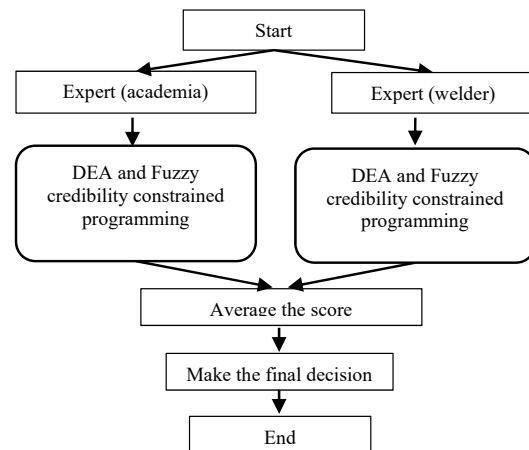 Start
Expert (academia)
Expert (welder)
DEA and Fuzzy
credibility constrained
programming
DEA and Fuzzy
credibility constrained
programming
Average the score
Make the final decision
End